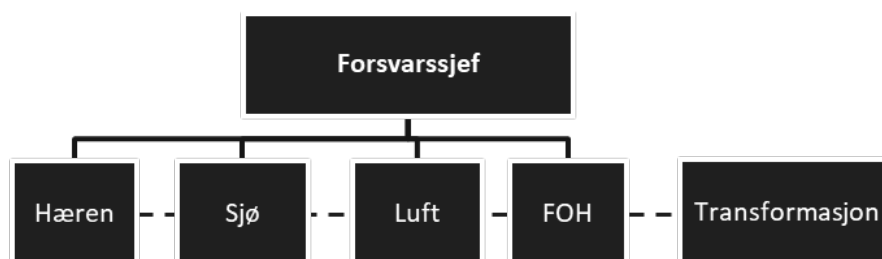 Forsvarssjef
Hæren
Sjø
Luft
FOH
Transformasjon